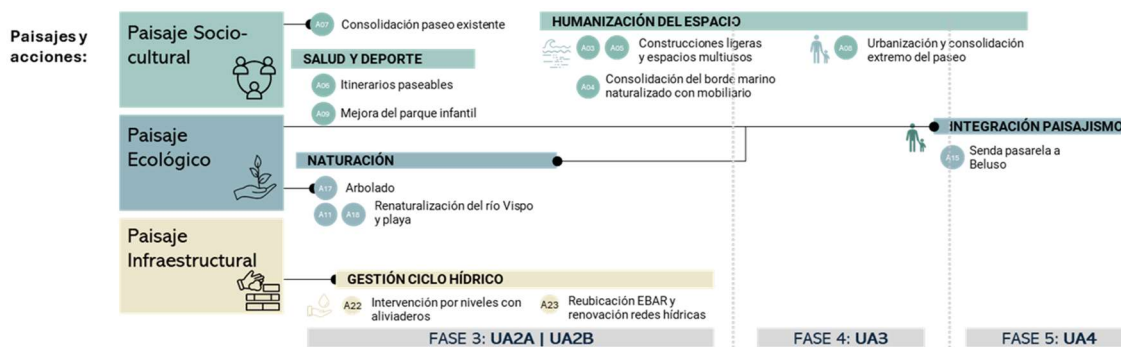 Paisajes y
acciones:
Paisaje Socio-
cultural
A07 Consolidación paseo existente
SALUD Y DEPORTE
A06 Itinerarios paseables
A09 Mejora del parque infantil
HUMANIZACIÓN DEL ESPACIO
A03 A05 Construcciones ligeras
y espacios multiusos
A04 Consolidación del borde marino
naturalizado con mobiliario
A08 Urbanización y consolidación
extremo del paseo
Paisaje
Ecológico
NATURACIÓN
A17 Arbolado
A11 A18 Renaturalización del río Vispo
y playa
INTEGRACIÓN PAISAJISMO
A15 Senda pasarela a
Beluso
Paisaje
Infraestructural
GESTIÓN CICLO HÍDRICO
A22 Intervención por niveles con
aliviaderos
A23 Reubicación EBAR y
renovación redes hídricas
FASE 3: UA2A | UA2B
FASE 4: UA3
FASE 5: UA4